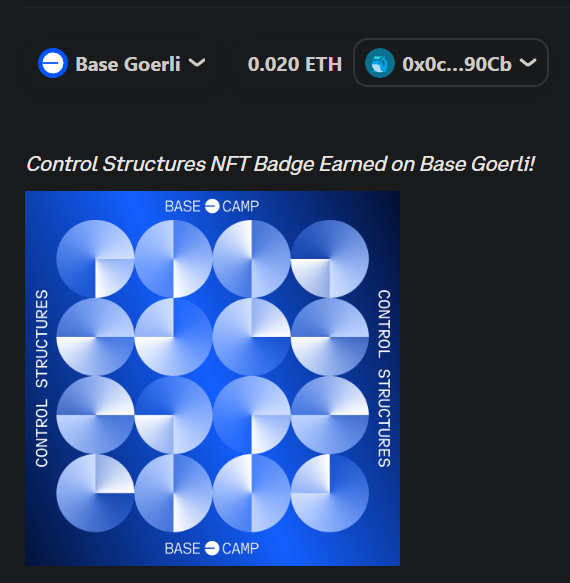 Base Goerli 0.020 ETH 0x0c...90Cb
Control Structures NFT Badge Earned on Base Goerli!
BASE CAMP
CONTROL STRUCTURES
CONTROL STRUCTURES
BASE CAMP